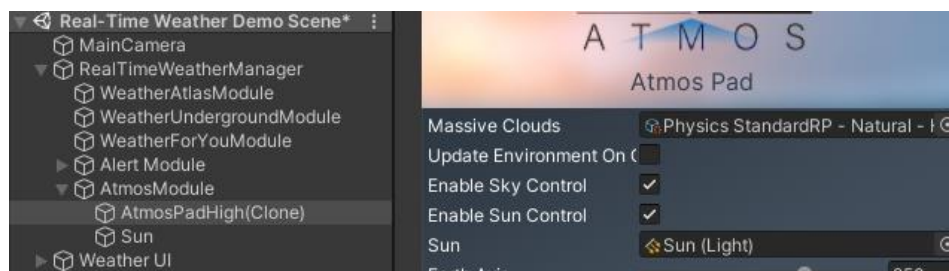 Real-Time Weather Demo Scene*
MainCamera
RealTimeWeatherManager
WeatherAtlasModule
WeatherUndergroundModule
WeatherForYouModule
Alert Module
AtmosModule
AtmosPadHigh(Clone)
Sun
Weather UI
ATMOS
Atmos Pad
Massive Clouds Physics StandardRP - Natural -
Update Environment On
Enable Sky Control
Enable Sun Control
Sun Sun (Light)